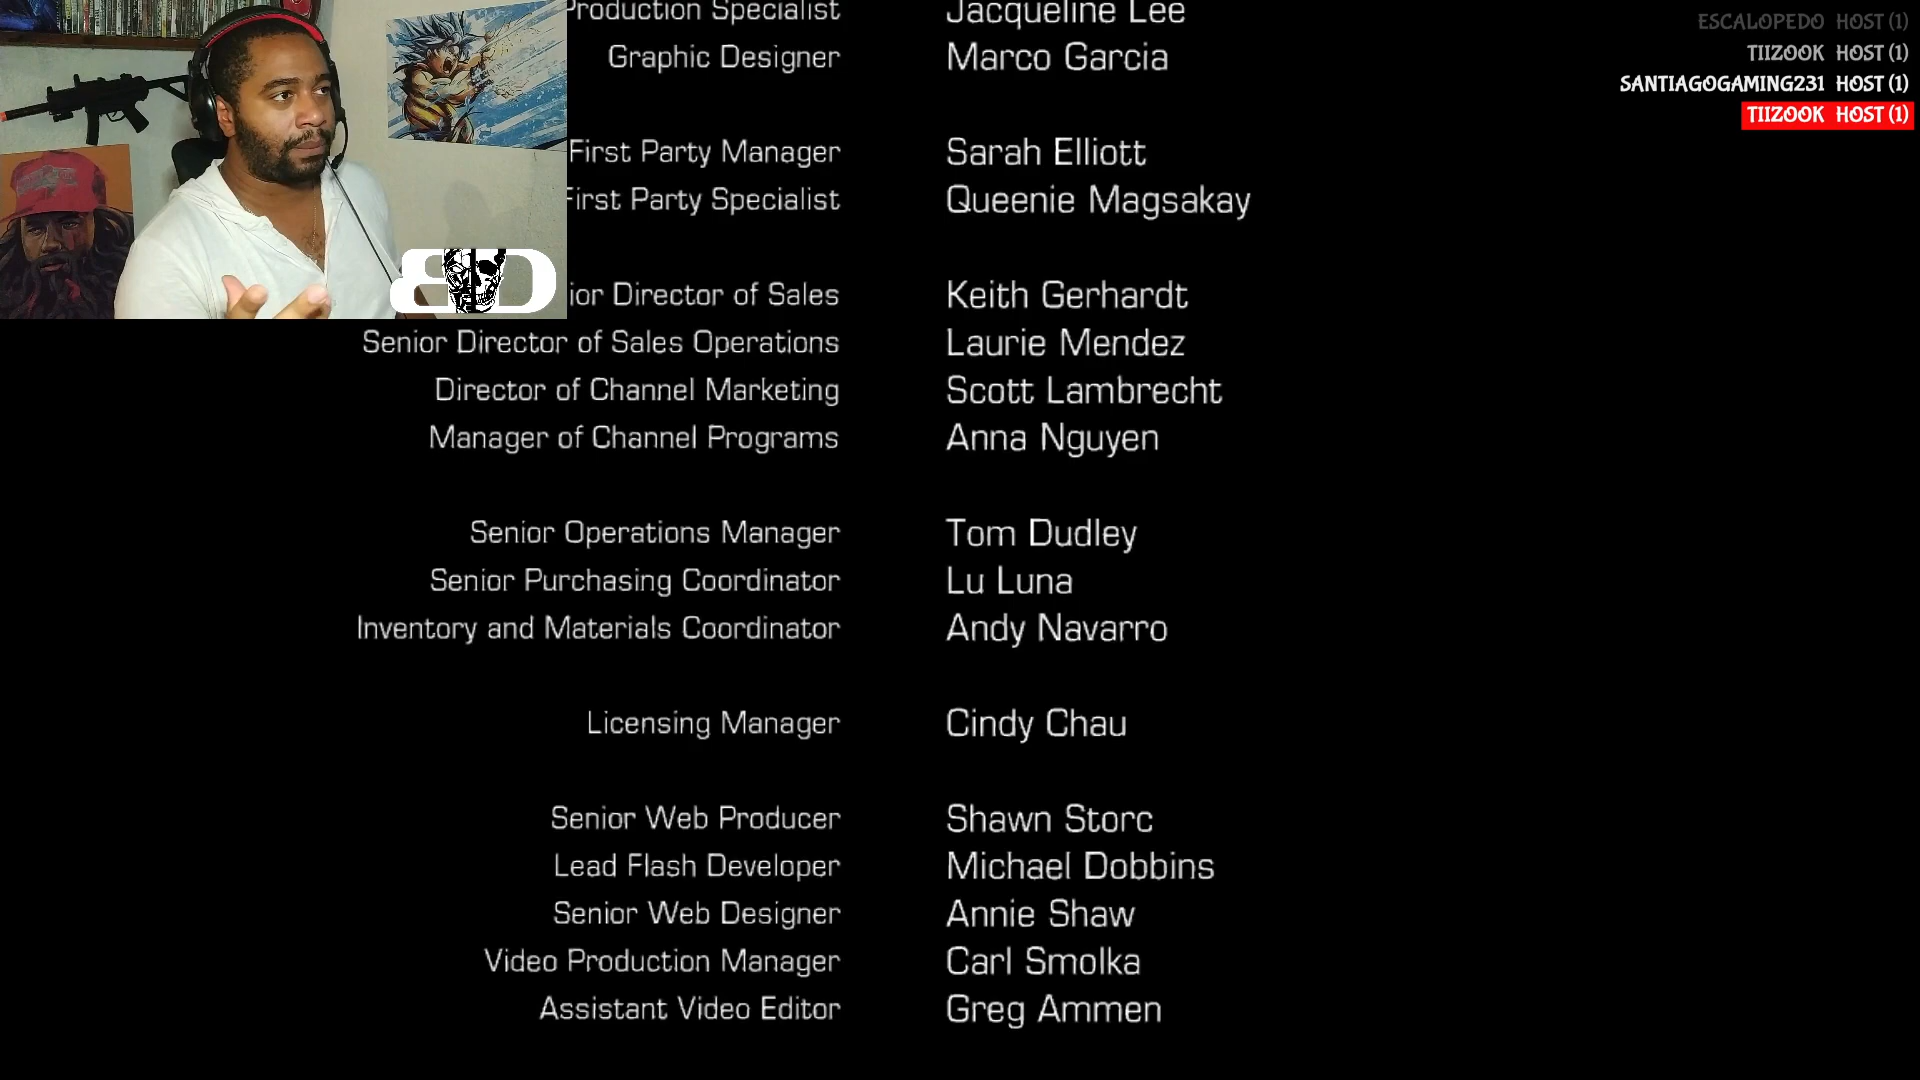 Production Specialist Jacqueline Lee
Graphic Designer Marco Garcia
First Party Manager Sarah Elliott
First Party Specialist Queenie Magsakay
ior Director of Sales Keith Gerhardt
Senior Director of Sales Operations Laurie Mendez
Director of Channel Marketing Scott Lambrecht
Manager of Channel Programs Anna Nguyen
Senior Operations Manager Tom Dudley
Senior Purchasing Coordinator Lu Luna
Inventory and Materials Coordinator Andy Navarro
Licensing Manager Cindy Chau
Senior Web Producer Shawn Storc
Lead Flash Developer Michael Dobbins
Senior Web Designer Annie Shaw
Video Production Manager Carl Smolka
Assistant Video Editor Greg Ammen
ESCALOPEDO HOST (1)
TIIZOOK HOST (1)
SANTIAGOGAMING231 HOST (1)
TIIZOOK HOST (1)